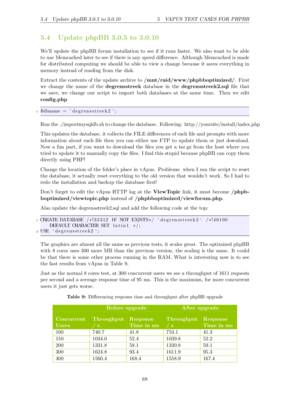 5.4 Update phpBB 3.0.5 to 3.0.10 5 VAPUS TEST CASES FOR PHPBB
5.4 Update phpBB 3.0.5 to 3.0.10
We'll update the phpBB forum installation to see if it runs faster. We also want to be able
to use Memcached later to see if there is any speed difference. Although Memcached is made
for distributed computing we should be able to view a change because it saves everything in
memory instead of reading from the disk.
Extract the contents of the update archive to /mnt/raid/www/phpbboptimized/. First
we change the name of the degremstreek database in the degremstreek2.sql file that
we save, we change our script to import both databases at the same time. Then we edit
config.php
$dbname = 'degremstreek2';
Run the ./importmysqldb.sh to change the database. Following: http://youtube/install/index.php
This updates the database, it collects the FILE differences of each file and prompts with more
information about each file then you can either use FTP to update them or just download.
Now a fun part, if you want to download the files you get a tar.gz from the host where you
tried to update it to manually copy the files. I find this stupid because phpBB can copy them
directly using PHP!
Change the location of the folder's place in vApus. Problems: when I run the script to reset
the database, it actually reset everything to the old version that wouldn't work. So I had to
redo the installation and backup the database first!
Don't forget to edit the vApus HTTP log at the ViewTopic link, it must become /phpb-
boptimized/viewtopic.php instead of /phpbboptimized/viewforum.php.
Also update the degremstreek2.sql and add the following code at the top:
CREATE DATABASE /*!32312 IF NOT EXISTS*/ `degremstreek2` /*!40100
DEFAULT CHARACTER SET latin1 */;
USE `degremstreek2`;
The graphics are almost all the same as previous tests, it scales great. The optimized phpBB
with 8 cores uses 300 more MB than the previous version, the scaling is the same. It could
be that there is some other process running in the RAM. What is interesting now is to see
the fast results from vApus in Table 9.
Just as the normal 8 cores test, at 300 concurrent users we see a throughput of 1611 requests
per second and a average response time of 95 ms. This is the maximum, for more concurrent
users it just gets worse.
Table 9: Differencing response time and throughput after phpBB upgrade
Before upgrade After upgrade
Concurrent Throughput Response Throughput Response
Users / s Time in ms / s Time in ms
100 740.7 41.8 753.1 41.3
150 1034.0 52.4 1039.8 52.2
200 1331.8 59.1 1330.8 59.1
300 1624.8 93.4 1611.9 95.3
400 1560.4 168.4 1558.9 167.4
68